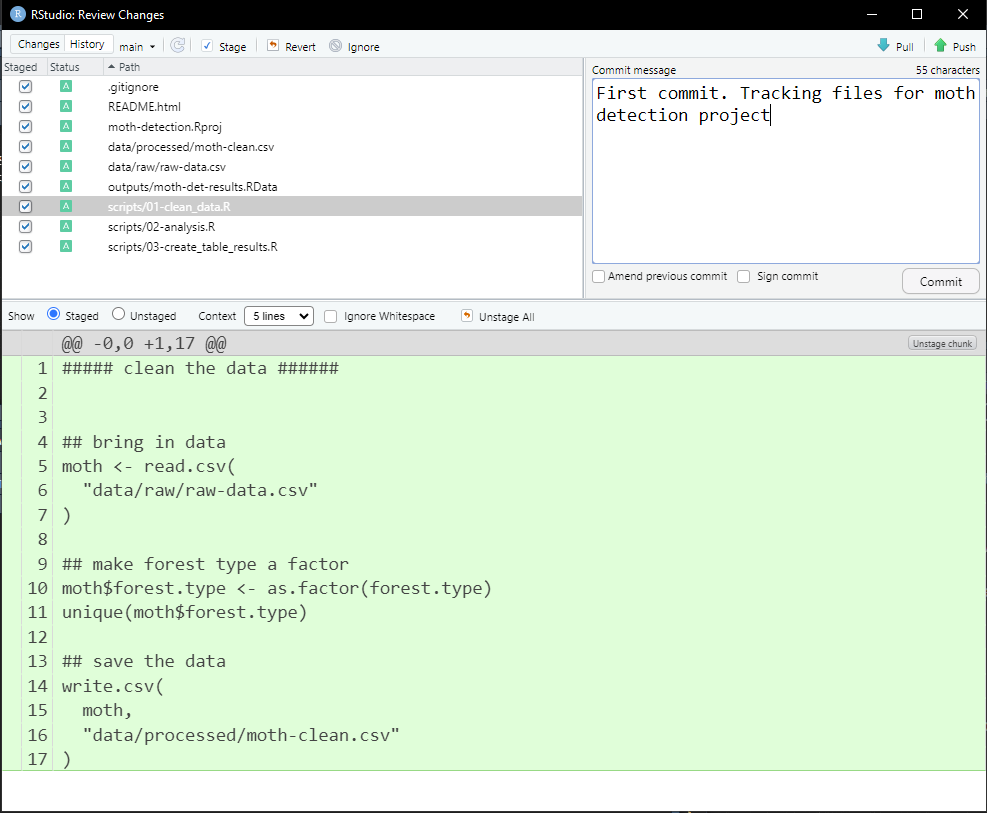 RStudio: Review Changes
Changes History main Stage Revert Ignore Pull Push
Staged Status Path
A .gitignore
A README.html
A moth-detection.Rproj
A data/processed/moth-clean.csv
A data/raw/raw-data.csv
A outputs/moth-det-results.RData
A scripts/01-clean_data.R
A scripts/02-analysis.R
A scripts/03-create_table_results.R
Commit message 55 characters
First commit. Tracking files for moth
detection project
Amend previous commit Sign commit Commit
Show Staged Unstaged Context 5 lines Ignore Whitespace Unstage All
@@ -0,0 +1,17 @@ Unstage chunk
1 ##### clean the data ######
2
3
4 ## bring in data
5 moth <- read.csv(
6 "data/raw/raw-data.csv"
7 )
8
9 ## make forest type a factor
10 moth$forest.type <- as.factor(forest.type)
11 unique(moth$forest.type)
12
13 ## save the data
14 write.csv(
15 moth,
16 "data/processed/moth-clean.csv"
17 )